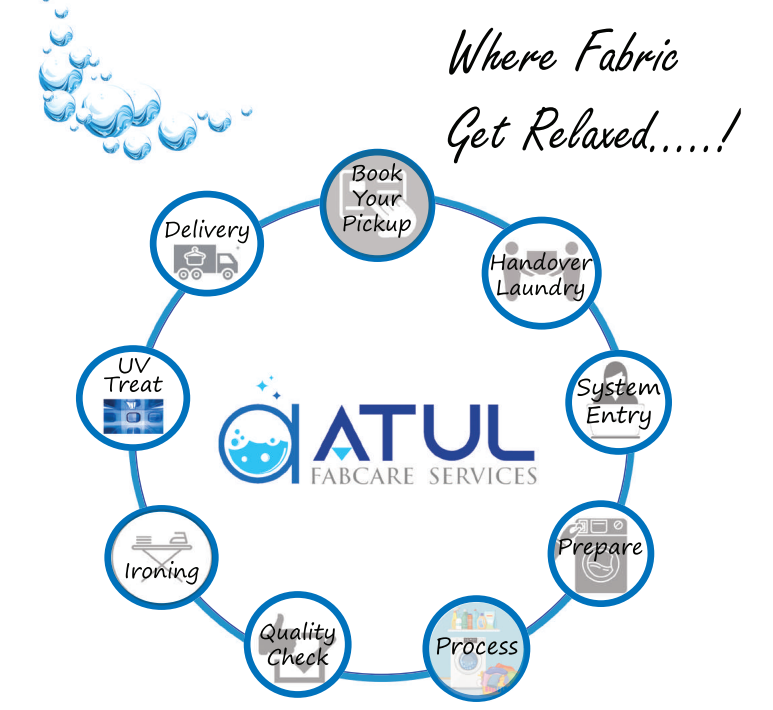 Where Fabric
Get Relaxed.....!
Book
Your
Pickup
Handover
Laundry
System
Entry
Prepare
Process
Quality
Check
Ironing
UV
Treat
Delivery
ATUL
FABCARE SERVICES